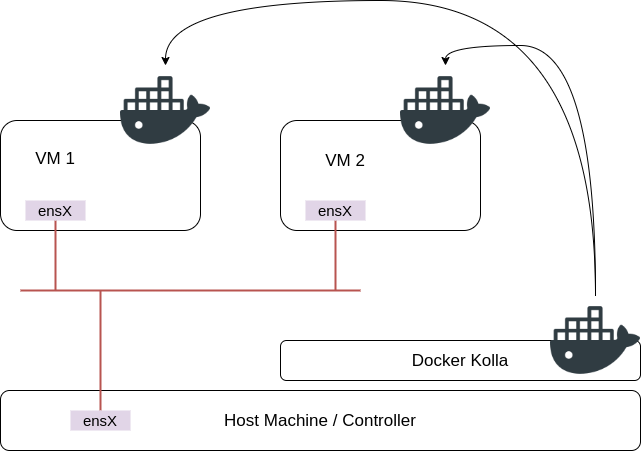 VM 1
VM 2
ensX
ensX
Docker Kolla
ensX
Host Machine / Controller